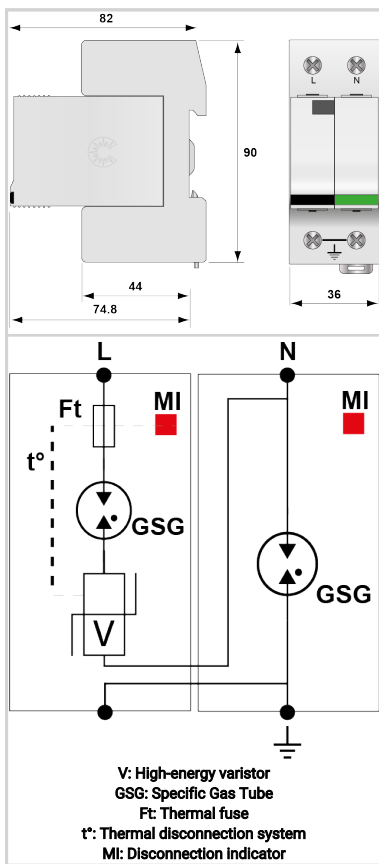 82
L N
90
44
74.8
36
L N
Ft MI MI
t°
GSG
GSG
V
V: High-energy varistor
GSG: Specific Gas Tube
Ft: Thermal fuse
t°: Thermal disconnection system
MI: Disconnection indicator